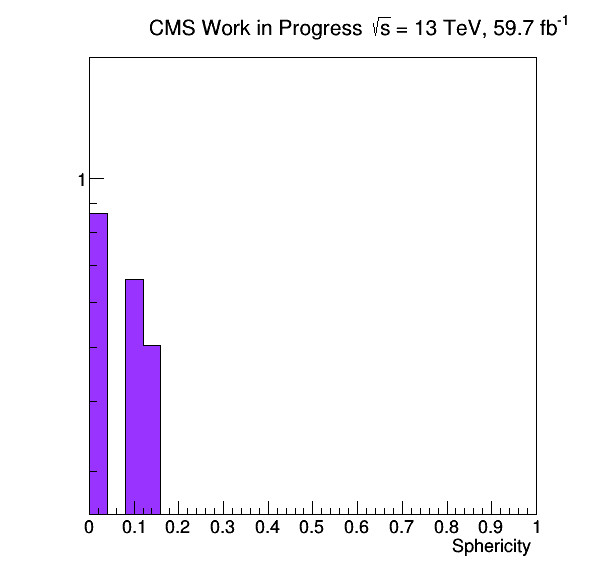 CMS Work in Progress √s = 13 TeV, 59.7 fb⁻¹
1
0 0.1 0.2 0.3 0.4 0.5 0.6 0.7 0.8 0.9 1
Sphericity